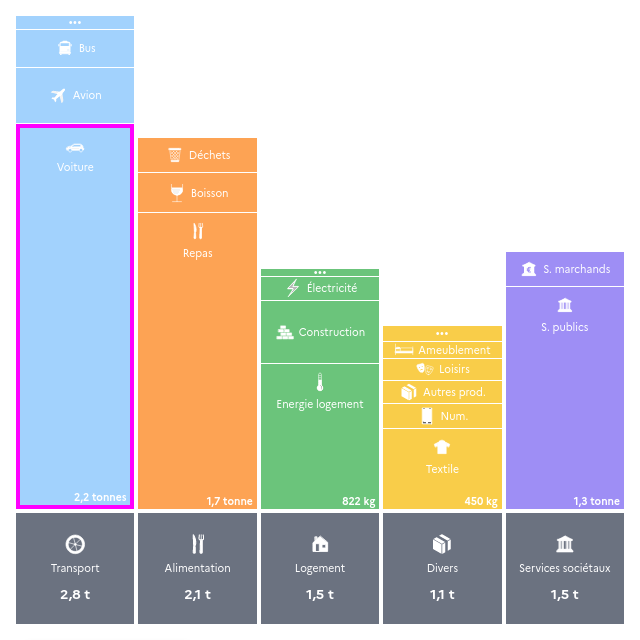 Bus
Avion
Voiture
2,2 tonnes
Déchets
Boisson
Repas
1,7 tonne
Électricité
Construction
Energie logement
822 kg
Ameublement
Loisirs
Autres prod.
Num.
Textile
450 kg
S. marchands
S. publics
1,3 tonne
Transport
2,8 t
Alimentation
2,1 t
Logement
1,5 t
Divers
1,1 t
Services sociétaux
1,5 t